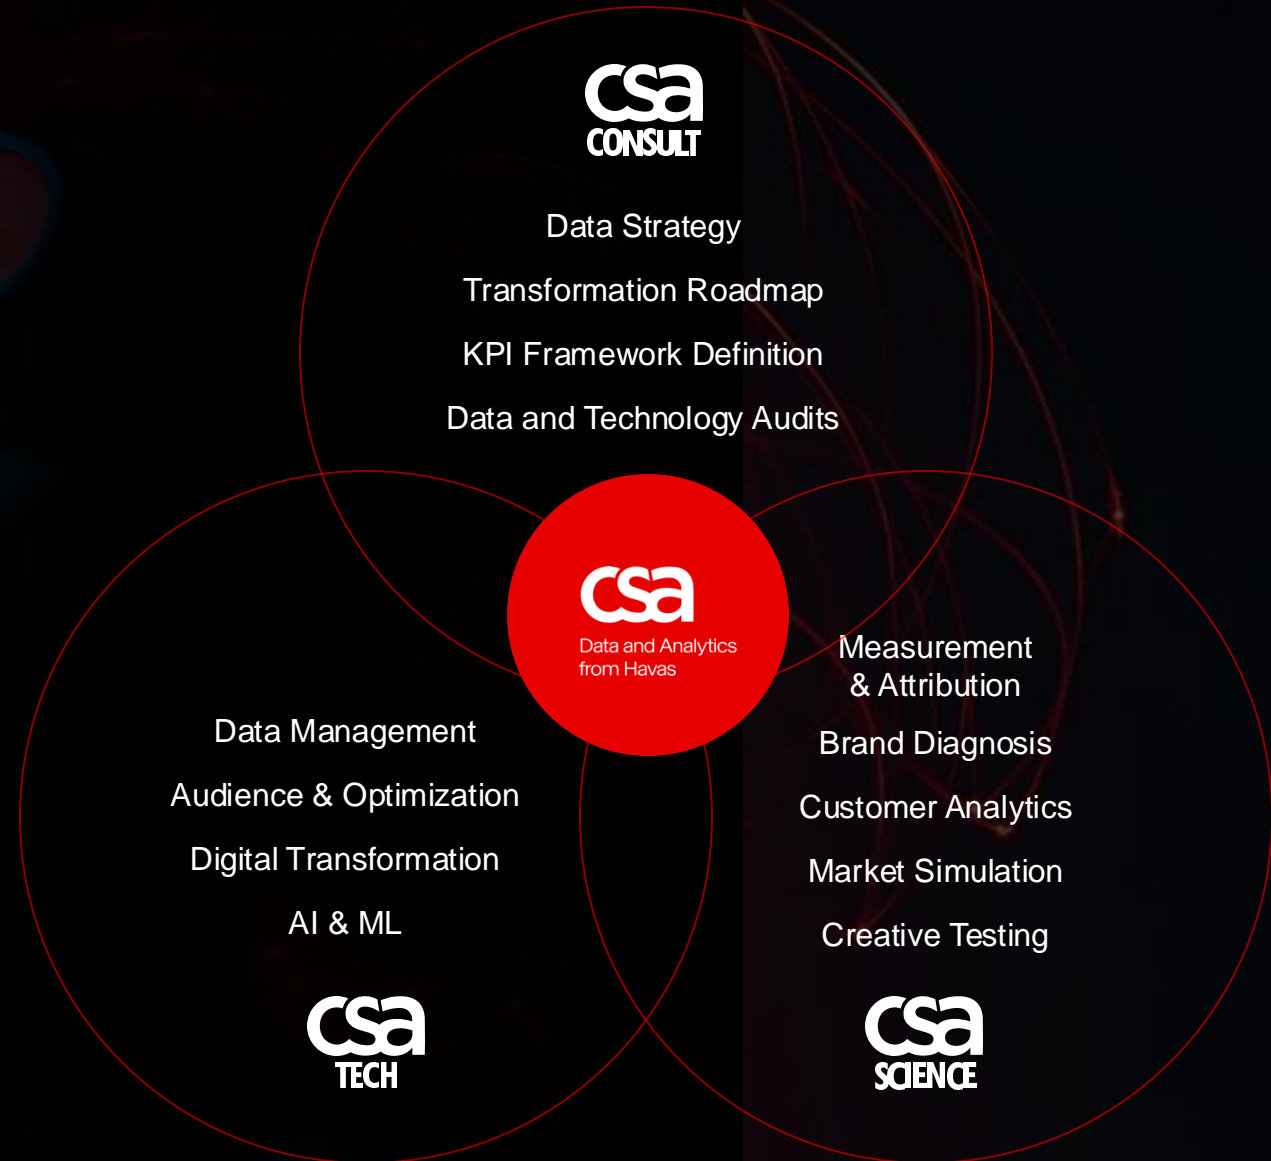 csa
CONSULT
Data Strategy
Transformation Roadmap
KPI Framework Definition
Data and Technology Audits
csa
Data and Analytics
from Havas
Data Management
Audience & Optimization
Digital Transformation
AI & ML
csa
TECH
Measurement
& Attribution
Brand Diagnosis
Customer Analytics
Market Simulation
Creative Testing
csa
SCIENCE